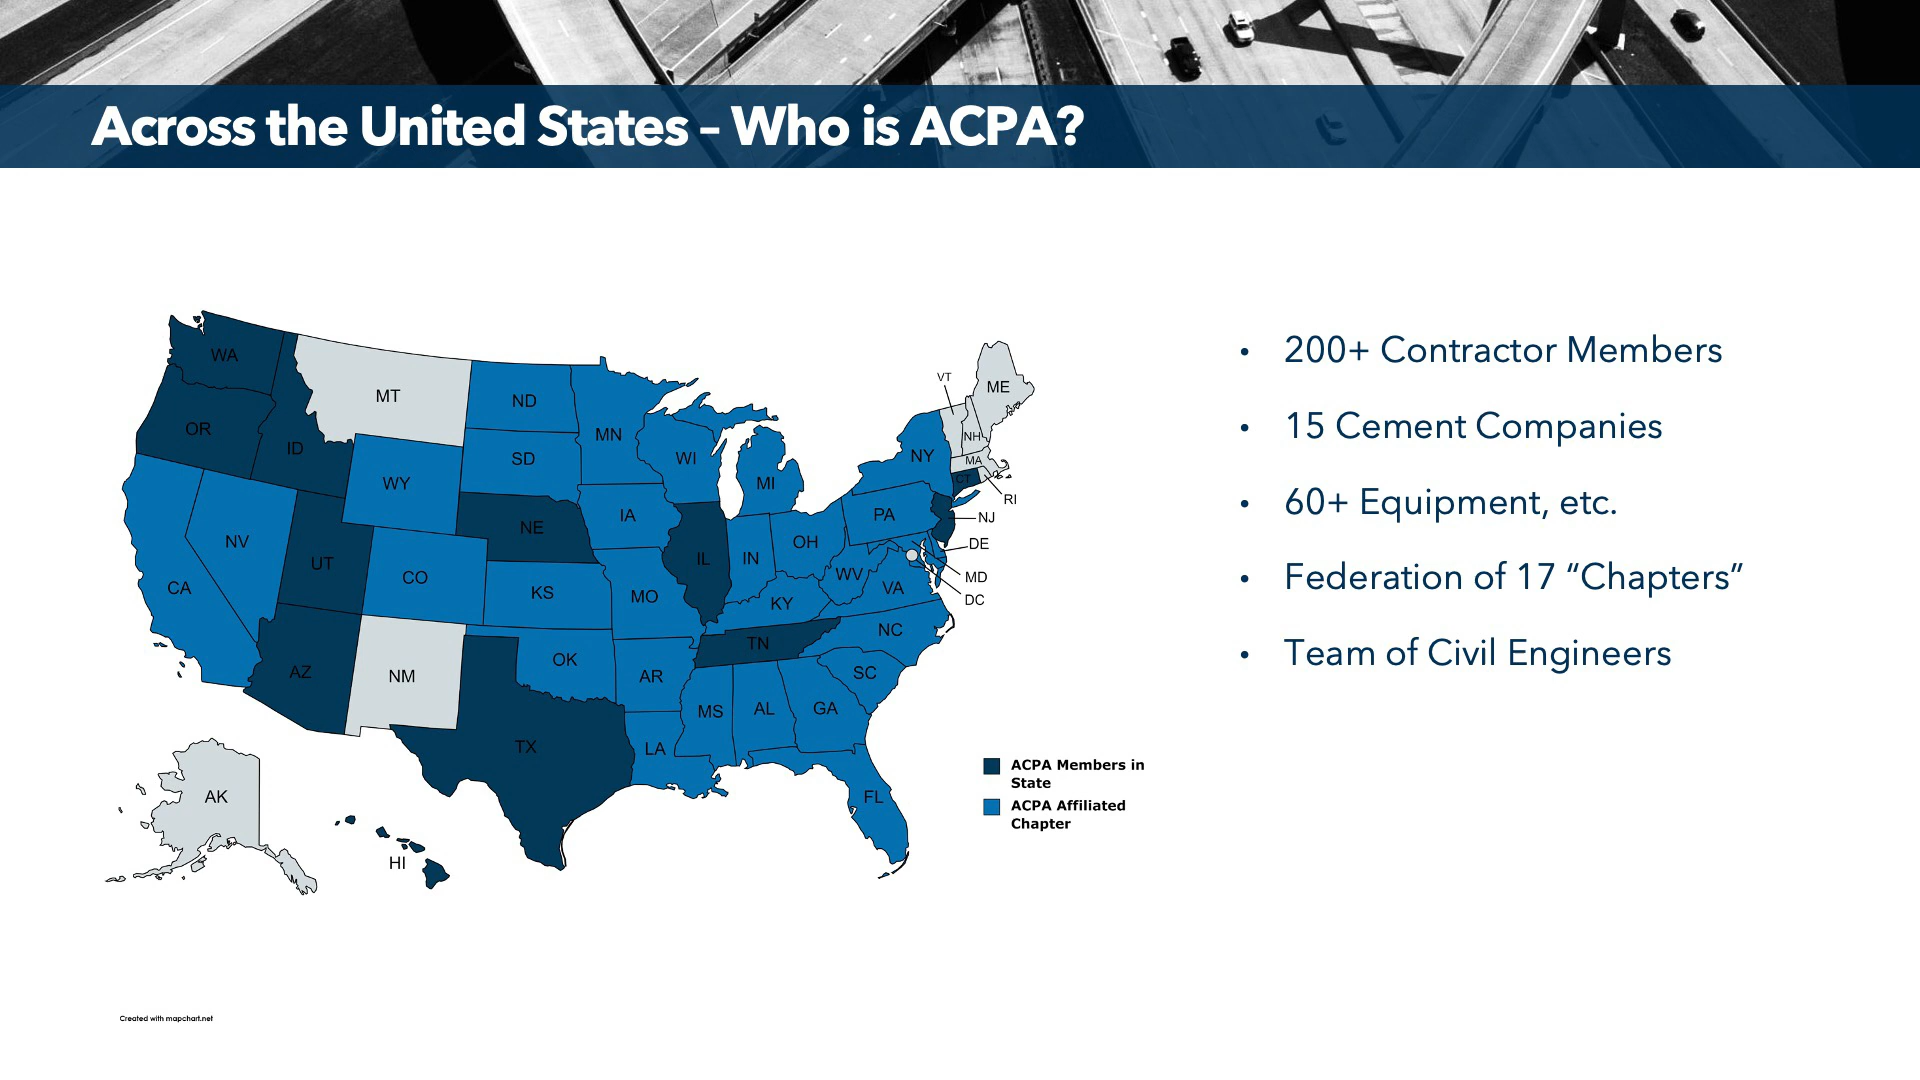 Across the United States – Who is ACPA?
WA
MT
ME
VT
OR
ID
ND
MN
NH
SD
WI
NY
MA
WY
MI
CT
RI
NE
IA
PA
NJ
NV
UT
CO
IL
IN
OH
DE
CA
KS
MO
WV
VA
MD
KY
DC
AZ
NM
OK
AR
TN
NC
SC
TX
LA
MS
AL
GA
AK
FL
HI
ACPA Members in
State
ACPA Affiliated
Chapter
• 200+ Contractor Members
• 15 Cement Companies
• 60+ Equipment, etc.
• Federation of 17 “Chapters”
• Team of Civil Engineers
Created with mapchart.net